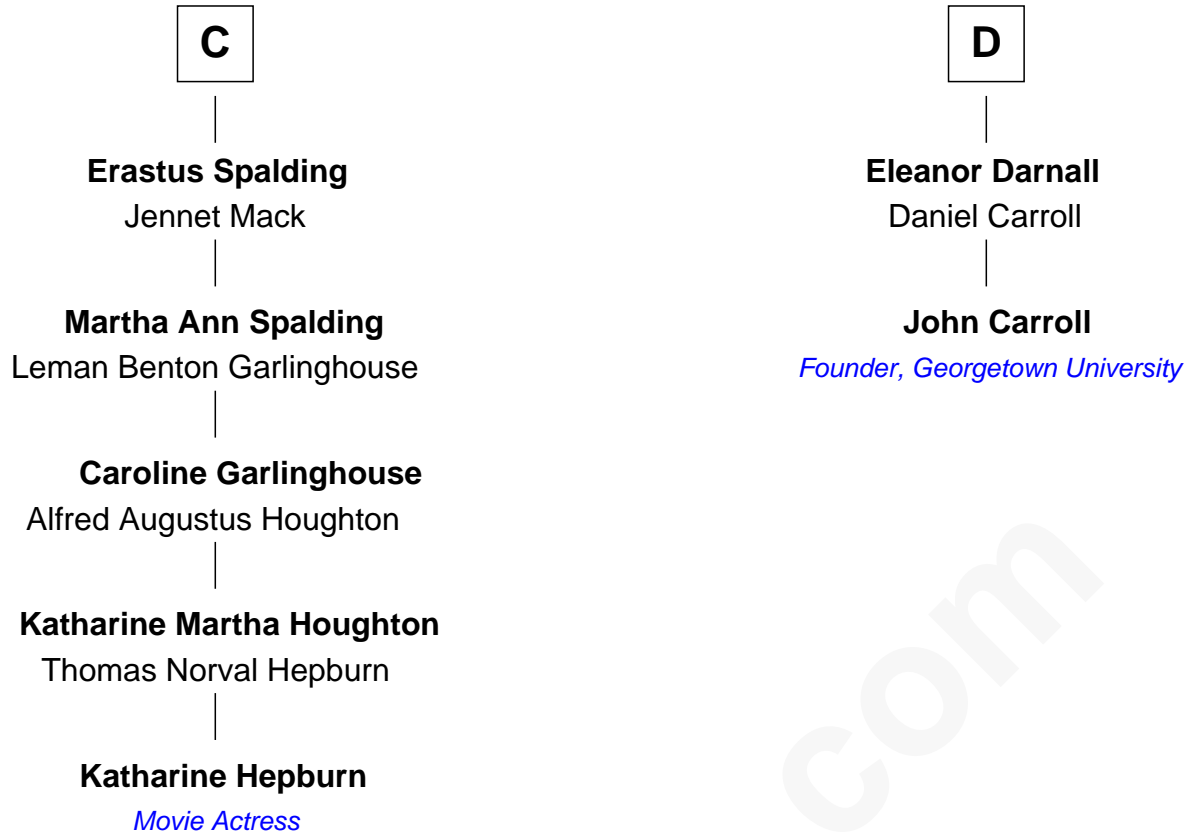 C
Erastus Spalding
Jennet Mack
Martha Ann Spalding
Leman Benton Garlinghouse
Caroline Garlinghouse
Alfred Augustus Houghton
Katharine Martha Houghton
Thomas Norval Hepburn
Katharine Hepburn
Movie Actress
D
Eleanor Darnall
Daniel Carroll
John Carroll
Founder, Georgetown University
com